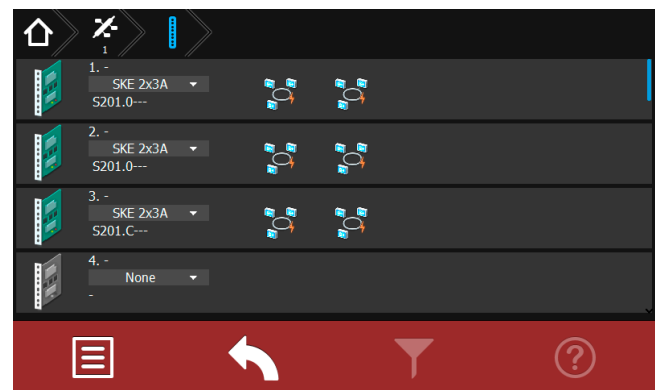 1
1. -
SKE 2x3A
S201.0---
2. -
SKE 2x3A
S201.0---
3. -
SKE 2x3A
S201.C---
4. -
None
-
?